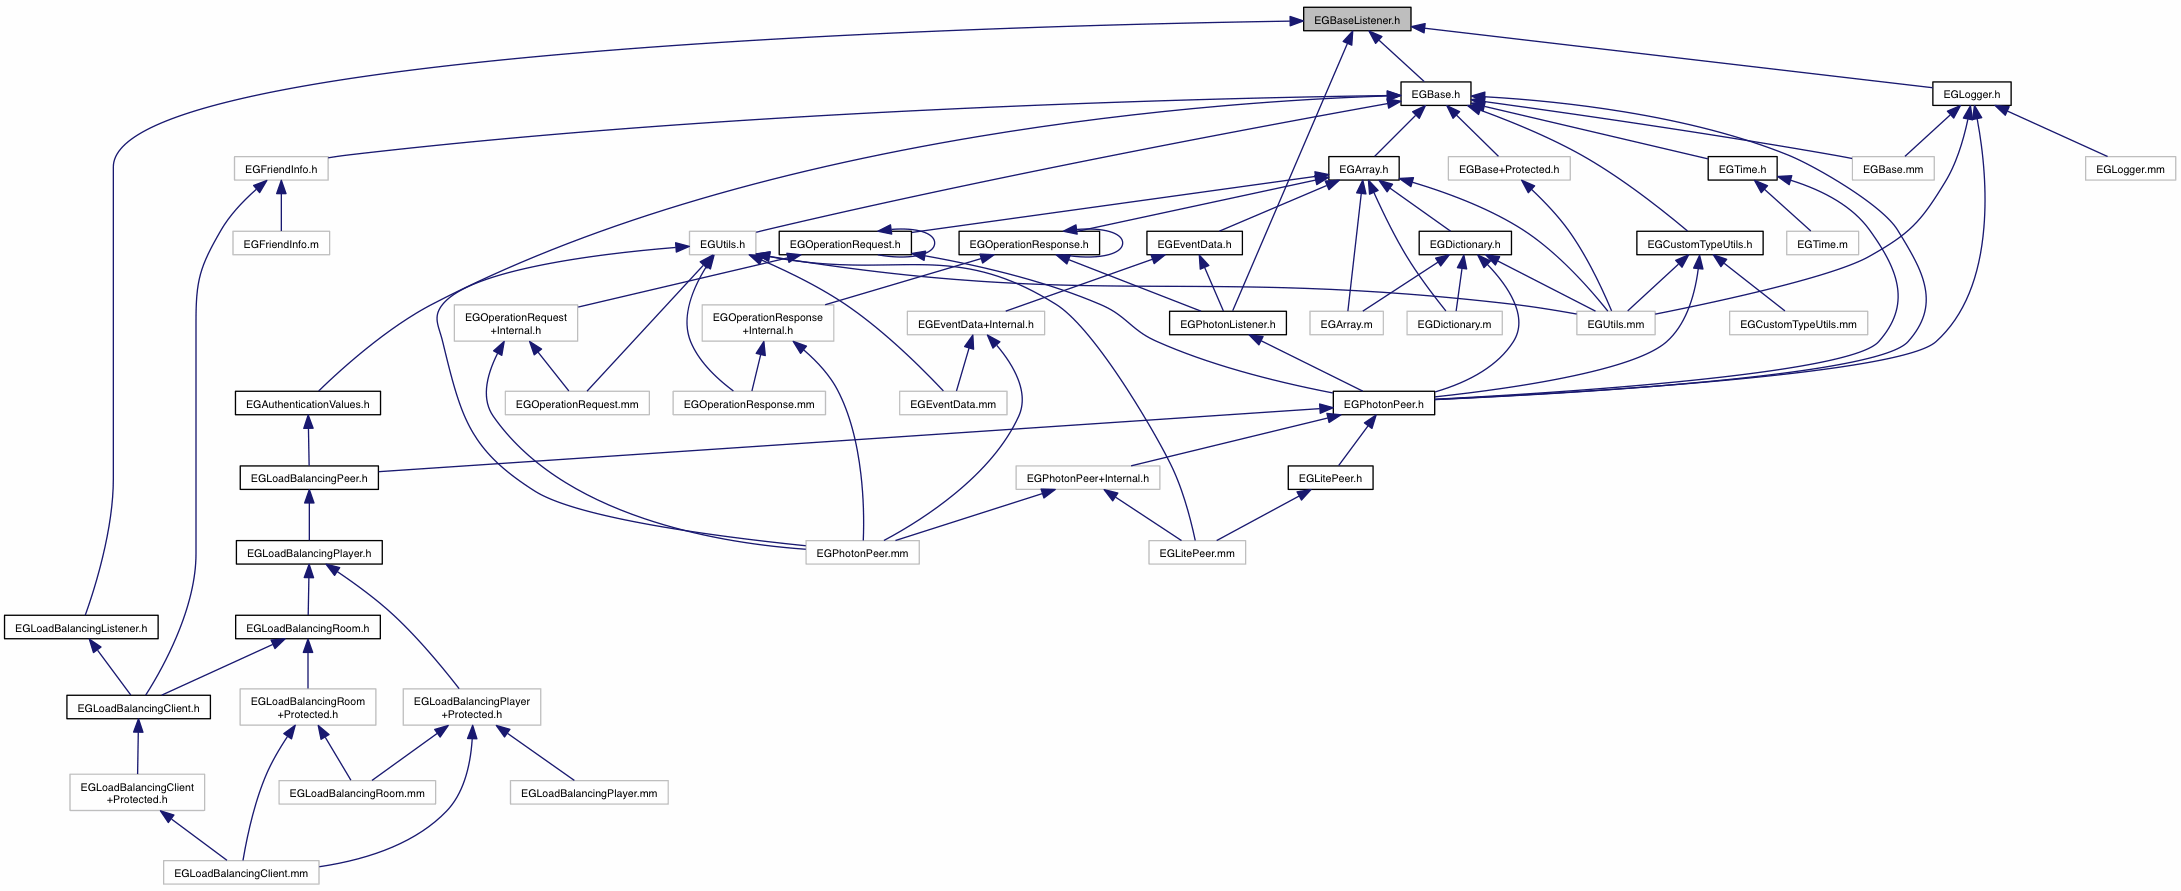 EGBaseListener.h
EGBase.h
EGLogger.h
EGFriendInfo.h
EGArray.h
EGBase+Protected.h
EGTime.h
EGBase.mm
EGLogger.mm
EGFriendInfo.m
EGUtils.h
EGOperationRequest.h
EGOperationResponse.h
EGEventData.h
EGDictionary.h
EGCustomTypeUtils.h
EGTime.m
EGOperationRequest
+Internal.h
EGOperationResponse
+Internal.h
EGEventData+Internal.h
EGPhotonListener.h
EGArray.m
EGDictionary.m
EGUtils.mm
EGCustomTypeUtils.mm
EGAuthenticationValues.h
EGOperationRequest.mm
EGOperationResponse.mm
EGEventData.mm
EGPhotonPeer.h
EGLoadBalancingPeer.h
EGPhotonPeer+Internal.h
EGLitePeer.h
EGLoadBalancingPlayer.h
EGPhotonPeer.mm
EGLitePeer.mm
EGLoadBalancingListener.h
EGLoadBalancingRoom.h
EGLoadBalancingClient.h
EGLoadBalancingRoom
+Protected.h
EGLoadBalancingPlayer
+Protected.h
EGLoadBalancingClient
+Protected.h
EGLoadBalancingRoom.mm
EGLoadBalancingPlayer.mm
EGLoadBalancingClient.mm